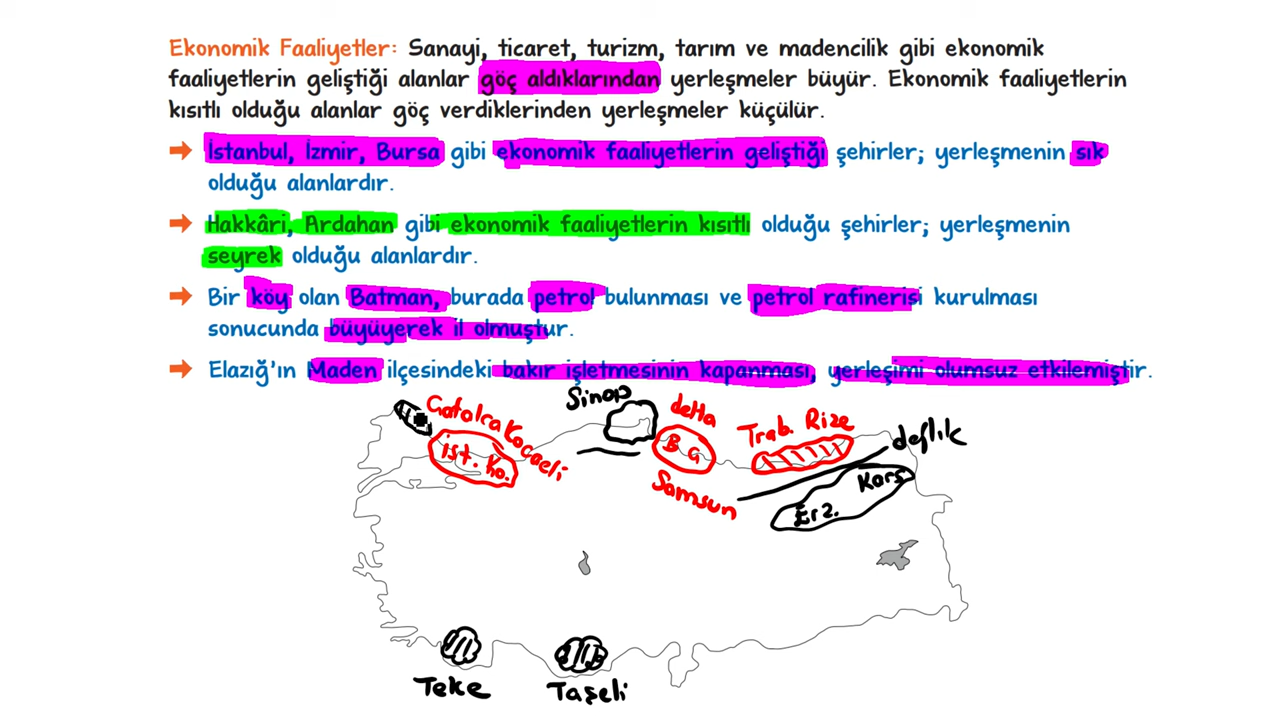 Ekonomik Faaliyetler: Sanayi, ticaret, turizm, tarım ve madencilik gibi ekonomik
faaliyetlerin geliştiği alanlar göç aldıklarından yerleşmeler büyür. Ekonomik faaliyetlerin
kısıtlı olduğu alanlar göç verdiklerinden yerleşmeler küçülür.
İstanbul, İzmir, Bursa gibi ekonomik faaliyetlerin geliştiği şehirler; yerleşmenin sık
olduğu alanlardır.
Hakkâri, Ardahan gibi ekonomik faaliyetlerin kısıtlı olduğu şehirler; yerleşmenin
seyrek olduğu alanlardır.
Bir köy olan Batman, burada petrol bulunması ve petrol rafinerisi kurulması
sonucunda büyüyerek il olmuştur.
Elazığ'ın Maden ilçesindeki bakır işletmesinin kapanması, yerleşimi olumsuz etkilemiştir.
Sinop
Çatalca Kocaeli
delta
Trab. Rize
dağlık
ist. Ko.
B G
Samsun
Kars
Erz.
Teke
Taşeli